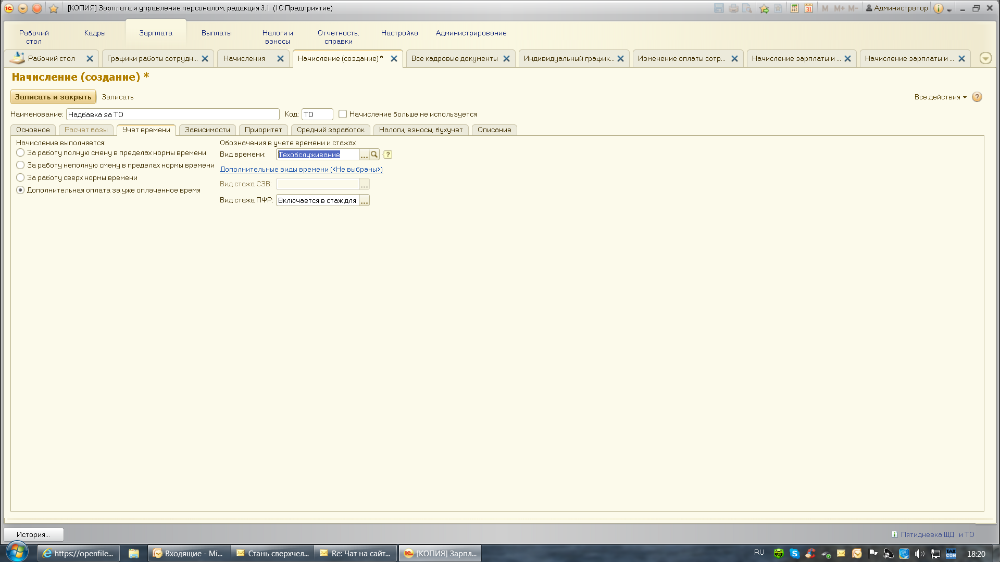 [КОПИЯ] Зарплата и управление персоналом, редакция 3.1 (1С:Предприятие)
M M+ M-
Администратор
Рабочий стол
Кадры
Зарплата
Выплаты
Налоги и взносы
Отчетность, справки
Настройка
Администрирование
Рабочий стол
Графики работы сотрудн...
Начисления
Начисление (создание) *
Все кадровые документы
Индивидуальный график...
Изменение оплаты сотр...
Начисление зарплаты и ...
Начисление зарплаты и ...
Начисление (создание) *
Записать и закрыть
Записать
Все действия
Наименование: Надбавка за ТО
Код: ТО
Начисление больше не используется
Основное
Расчет базы
Учет времени
Зависимости
Приоритет
Средний заработок
Налоги, взносы, бухучет
Описание
Начисление выполняется:
За работу полную смену в пределах нормы времени
За работу неполную смену в пределах нормы времени
За работу сверх нормы времени
Дополнительная оплата за уже оплаченное время
Обозначения в учете времени и стажах
Вид времени: Техобслуживание
Дополнительные виды времени (<Не выбраны>)
Вид стажа СЗВ:
Вид стажа ПФР: Включается в стаж для
История...
Пятидневка ШД и ТО
https://openfile...
Входящие - Mi...
Стань сверхчел...
Re: Чат на сайт...
[КОПИЯ] Зарпл...
RU
TAX COM
18:20